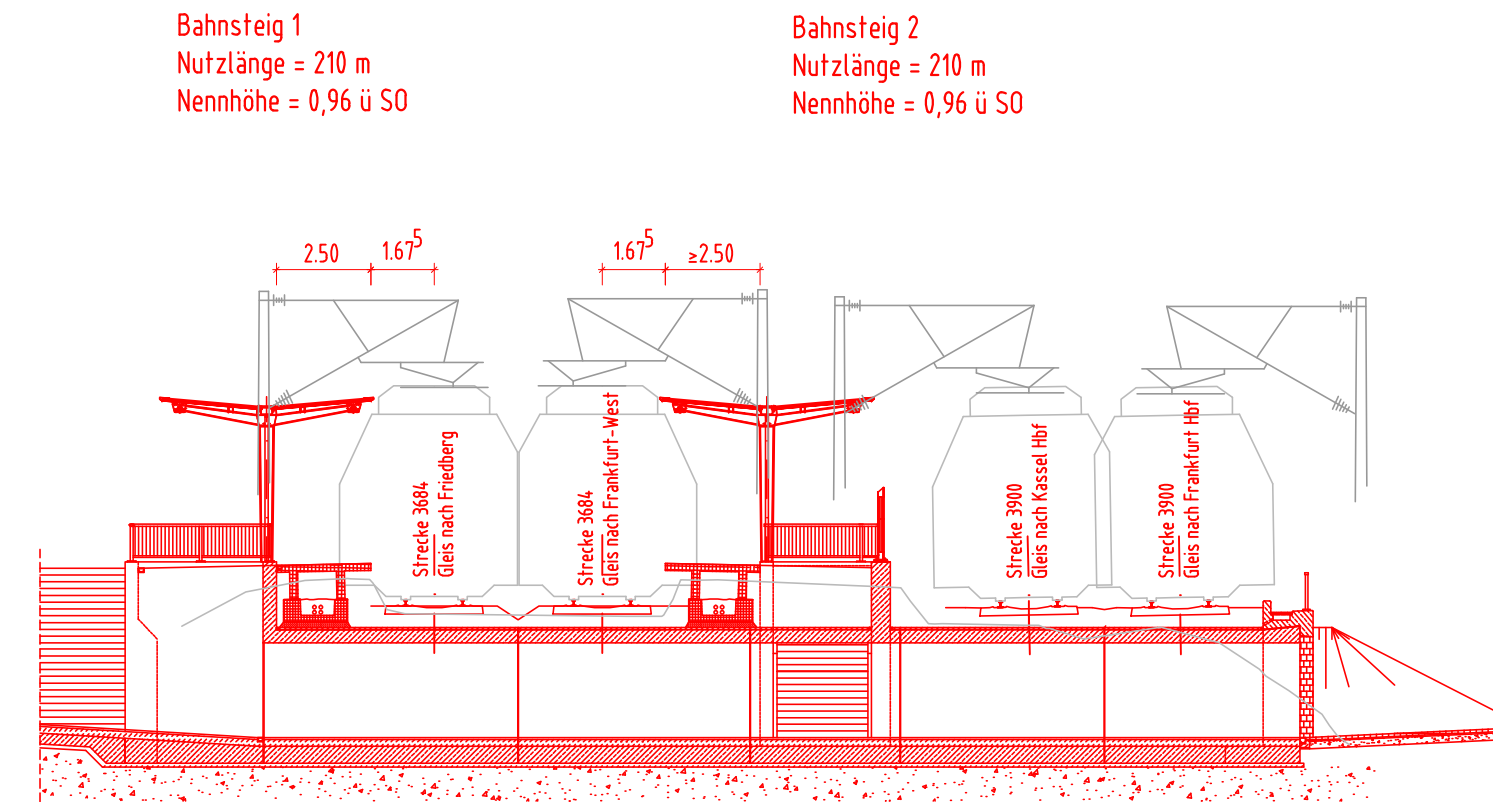 Bahnsteig 1
Nutzlänge = 210 m
Nennhöhe = 0,96 ü SO
Bahnsteig 2
Nutzlänge = 210 m
Nennhöhe = 0,96 ü SO
2.50
1.67⁵
1.67⁵
≥2.50
Strecke 3684
Gleis nach Friedberg
Strecke 3684
Gleis nach Frankfurt-West
Strecke 3900
Gleis nach Kassel Hbf
Strecke 3900
Gleis nach Frankfurt Hbf